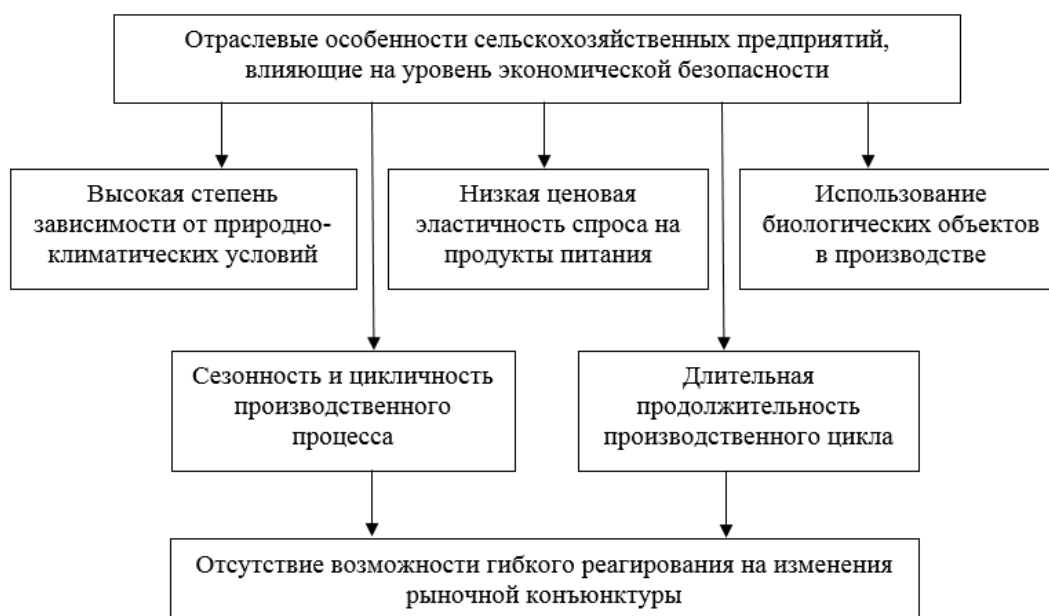 Отраслевые особенности сельскохозяйственных предприятий,
влияющие на уровень экономической безопасности
Высокая степень
зависимости от природно-
климатических условий
Низкая ценовая
эластичность спроса на
продукты питания
Использование
биологических объектов
в производстве
Сезонность и цикличность
производственного
процесса
Длительная
продолжительность
производственного цикла
Отсутствие возможности гибкого реагирования на изменения
рыночной конъюнктуры